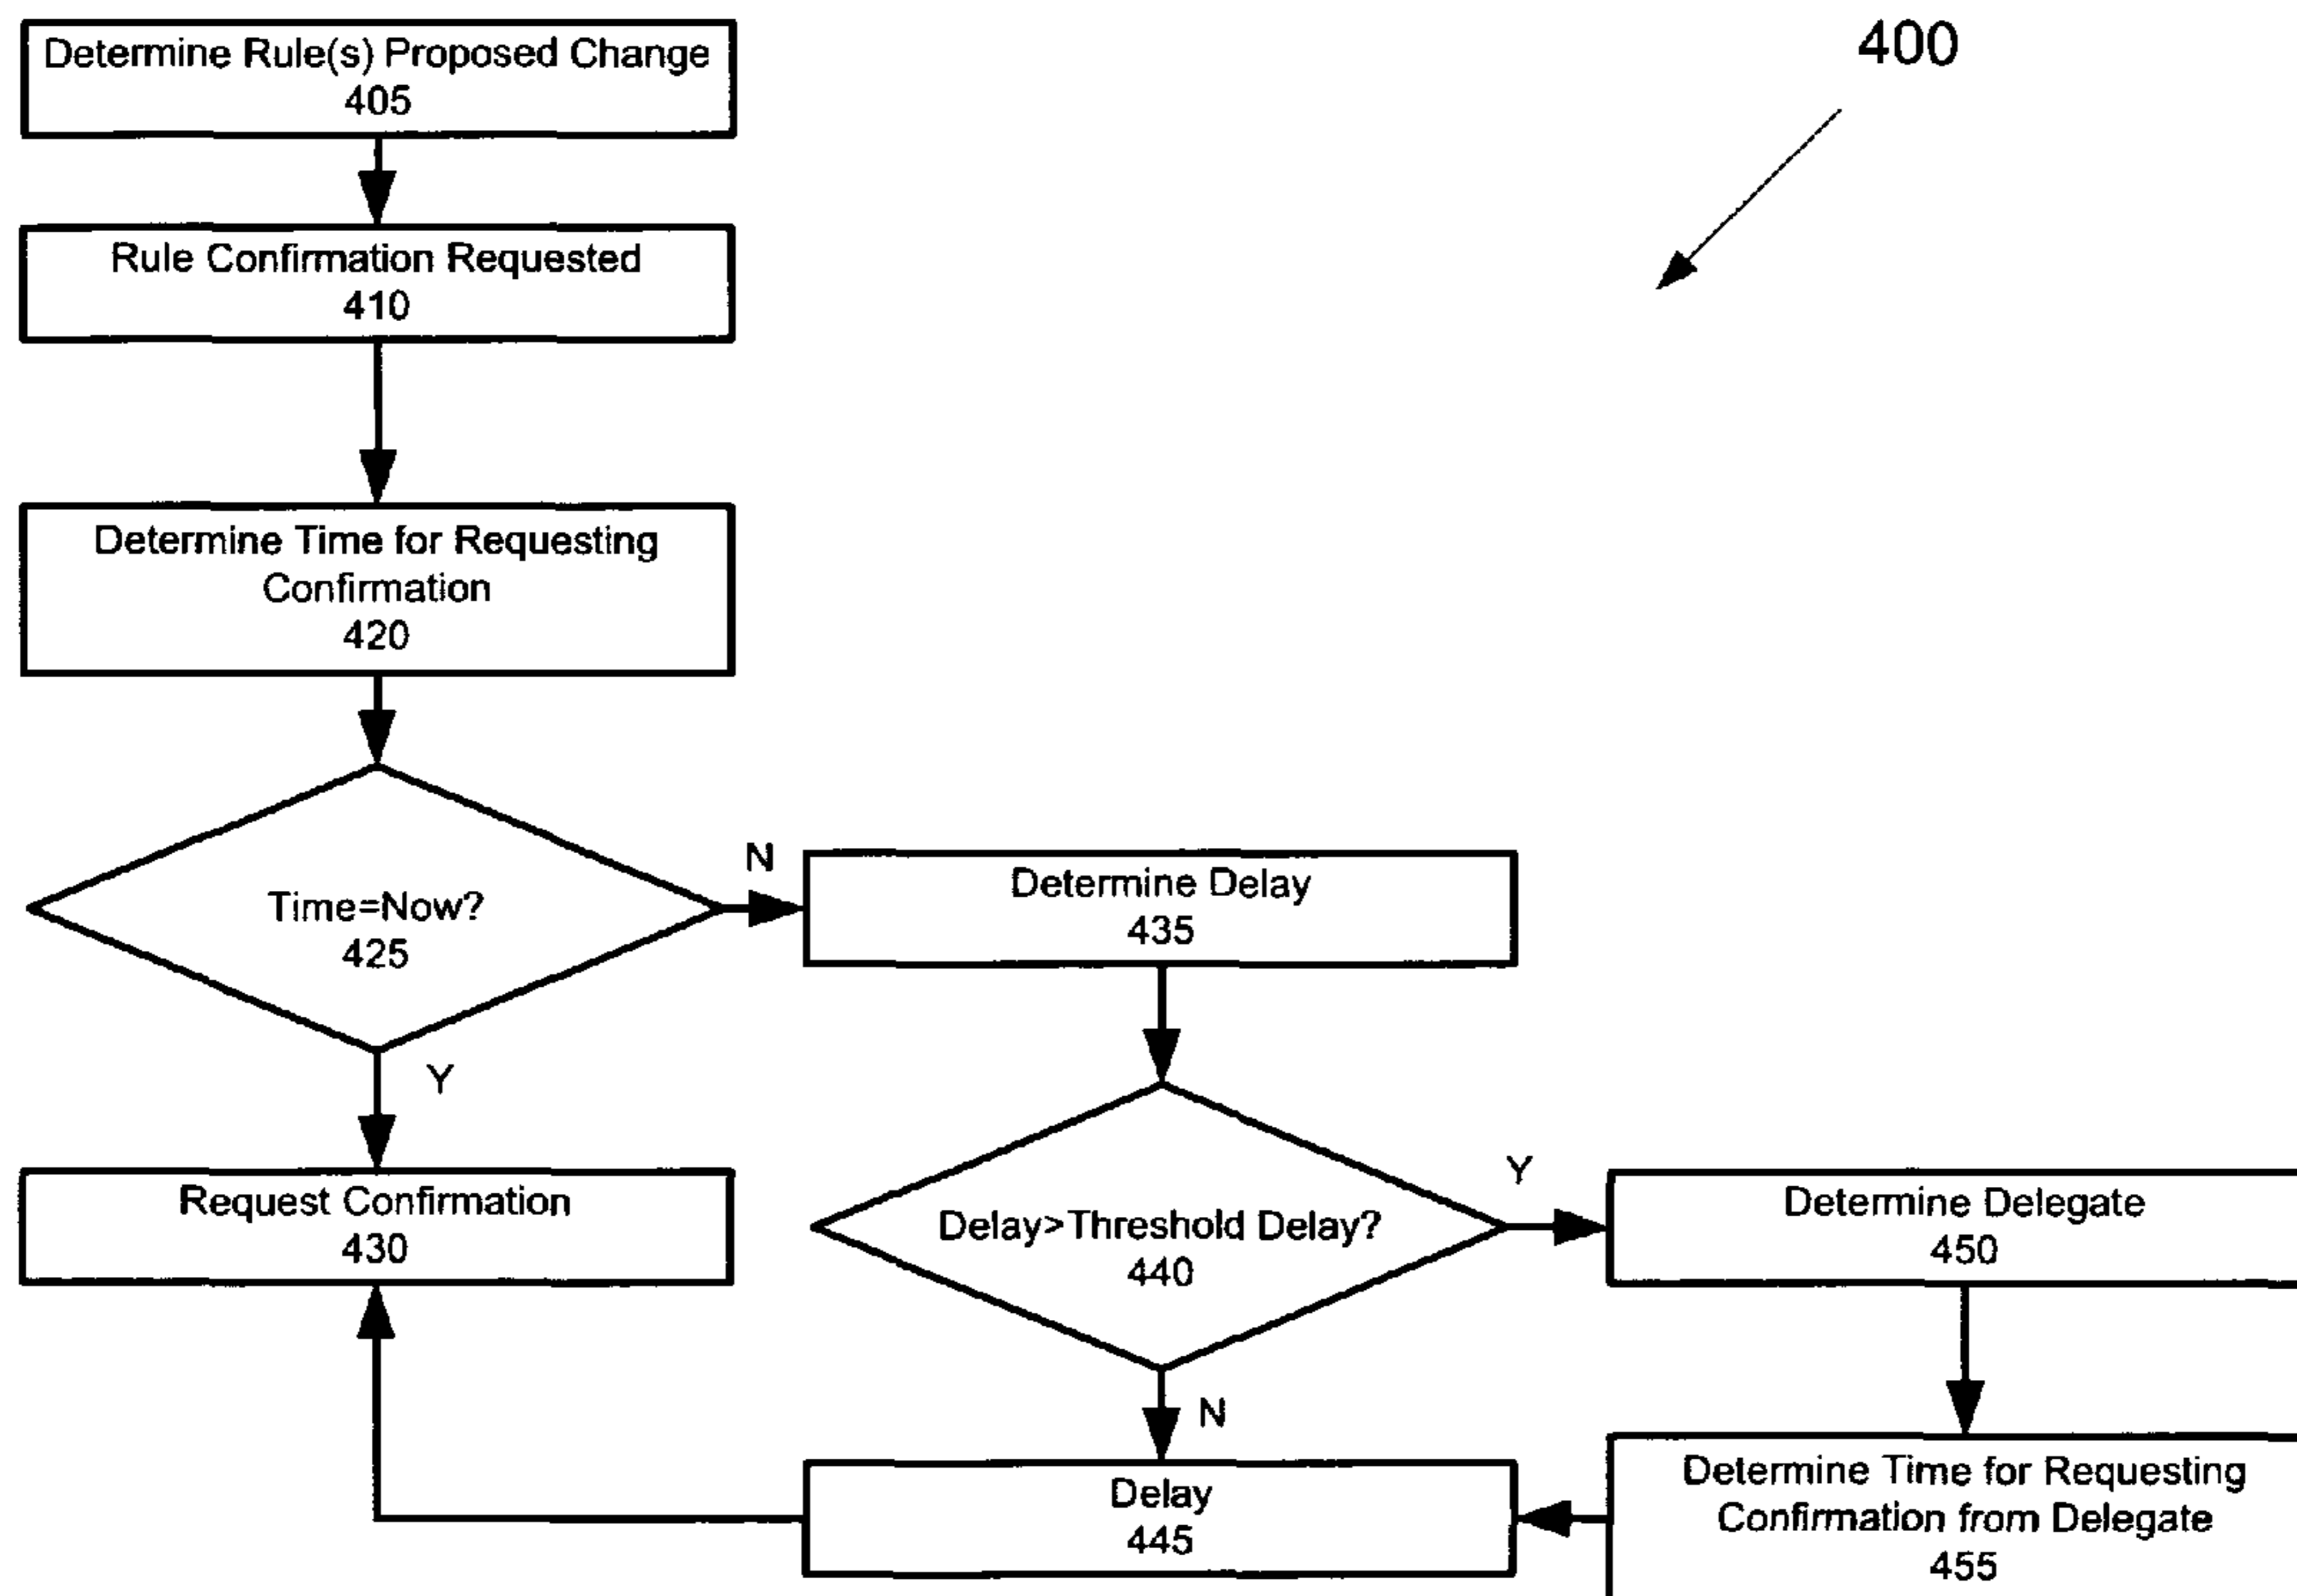 400
Determine Rule(s) Proposed Change
405
Rule Confirmation Requested
410
Determine Time for Requesting
Confirmation
420
Time=Now?
425
N
Y
Determine Delay
435
Request Confirmation
430
Delay>Threshold Delay?
440
Y
N
Determine Delegate
450
Delay
445
Determine Time for Requesting
Confirmation from Delegate
455